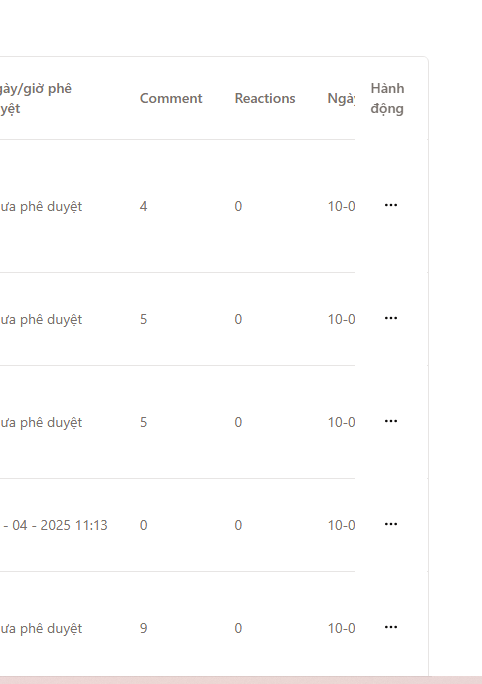 gày/giờ phê
yệt
Comment
Reactions
Ngày
Hành
động
ưa phê duyệt
4
0
10-0
...
ưa phê duyệt
5
0
10-0
...
ưa phê duyệt
5
0
10-0
...
- 04 - 2025 11:13
0
0
10-0
...
ưa phê duyệt
9
0
10-0
...